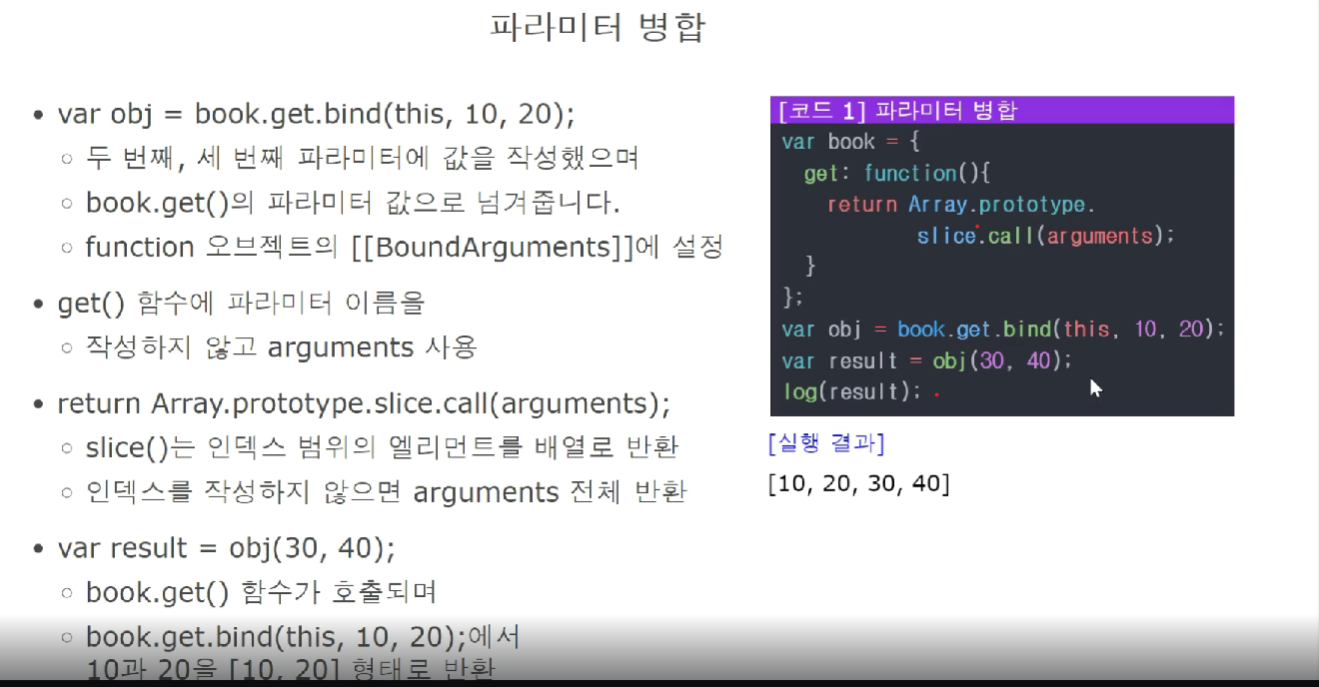 파라미터 병합
• var obj = book.get.bind(this, 10, 20);
○ 두 번째, 세 번째 파라미터에 값을 작성했으며
○ book.get()의 파라미터 값으로 넘겨줍니다.
○ function 오브젝트의 [[BoundArguments]]에 설정
• get() 함수에 파라미터 이름을
○ 작성하지 않고 arguments 사용
• return Array.prototype.slice.call(arguments);
○ slice()는 인덱스 범위의 엘리먼트를 배열로 반환
○ 인덱스를 작성하지 않으면 arguments 전체 반환
• var result = obj(30, 40);
○ book.get() 함수가 호출되며
○ book.get.bind(this, 10, 20);에서
10과 20을 [10, 20] 형태로 반환
[코드 1] 파라미터 병합
var book = {
get: function(){
return Array.prototype.
slice.call(arguments);
}
};
var obj = book.get.bind(this, 10, 20);
var result = obj(30, 40);
log(result);
[실행 결과]
[10, 20, 30, 40]